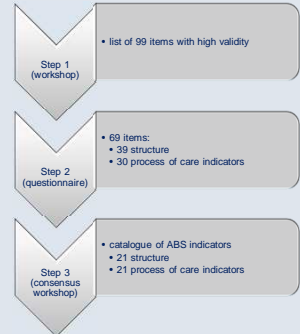 Step 1
(workshop)
• list of 99 items with high validity
Step 2
(questionnaire)
• 69 items:
• 39 structure
• 30 process of care indicators
Step 3
(consensus
workshop)
• catalogue of ABS indicators
• 21 structure
• 21 process of care indicators